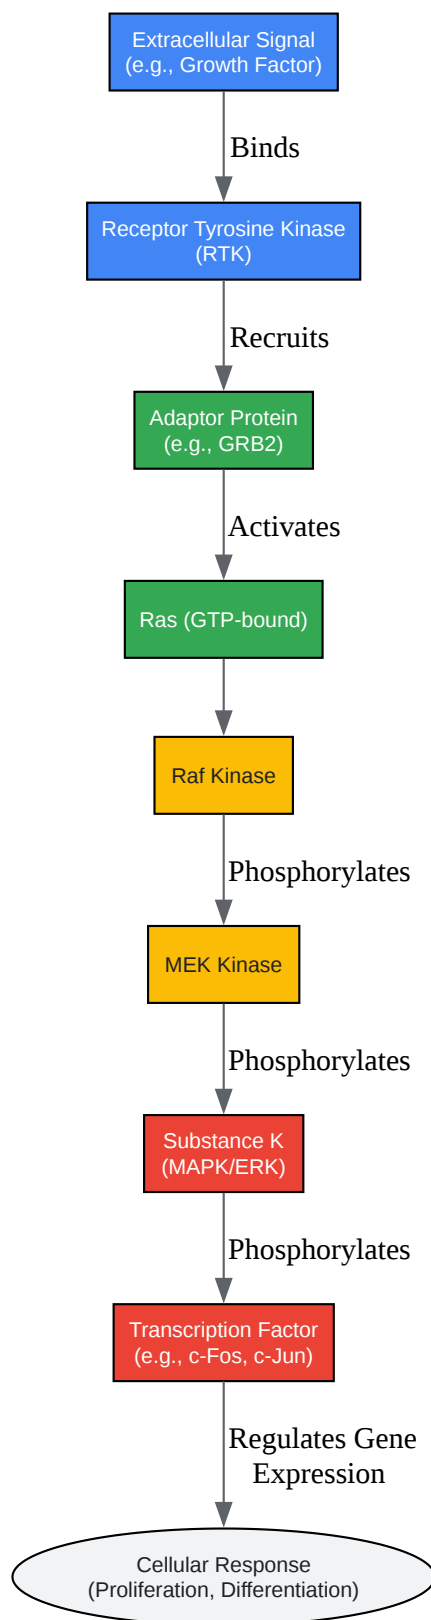 Extracellular Signal
(e.g., Growth Factor)
Binds
Receptor Tyrosine Kinase
(RTK)
Recruits
Adaptor Protein
(e.g., GRB2)
Activates
Ras (GTP-bound)
Raf Kinase
Phosphorylates
MEK Kinase
Phosphorylates
Substance K
(MAPK/ERK)
Phosphorylates
Transcription Factor
(e.g., c-Fos, c-Jun)
Regulates Gene
Expression
Cellular Response
(Proliferation, Differentiation)